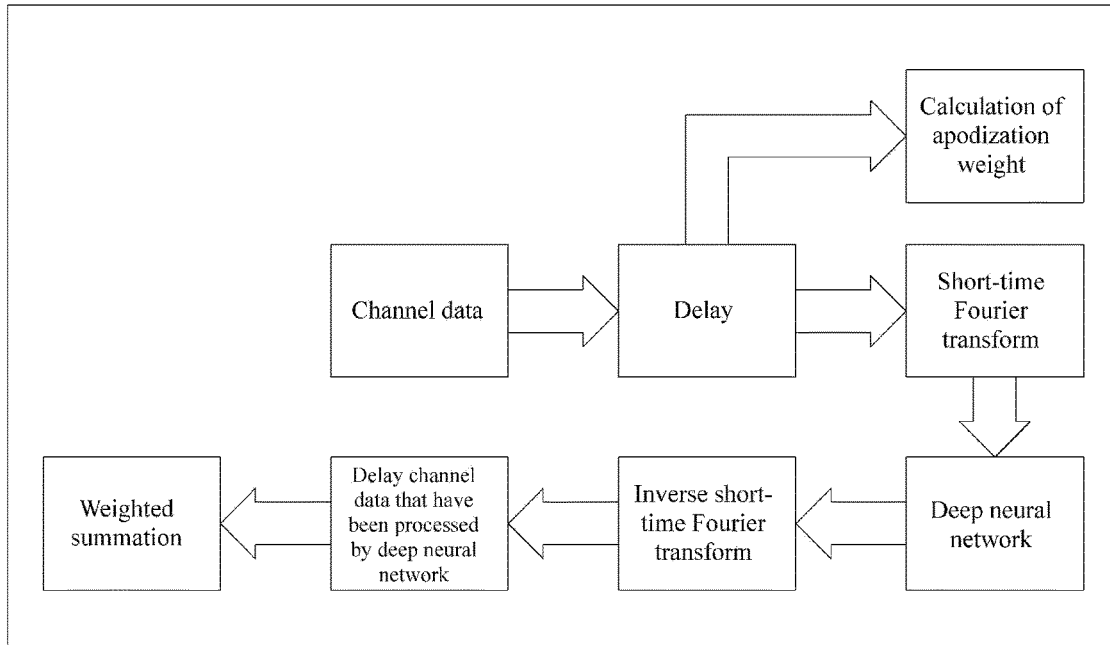 Calculation of
apodization
weight
Channel data
Delay
Short-time
Fourier
transform
Weighted
summation
Delay channel
data that have
been processed
by deep neural
network
Inverse short-
time Fourier
transform
Deep neural
network